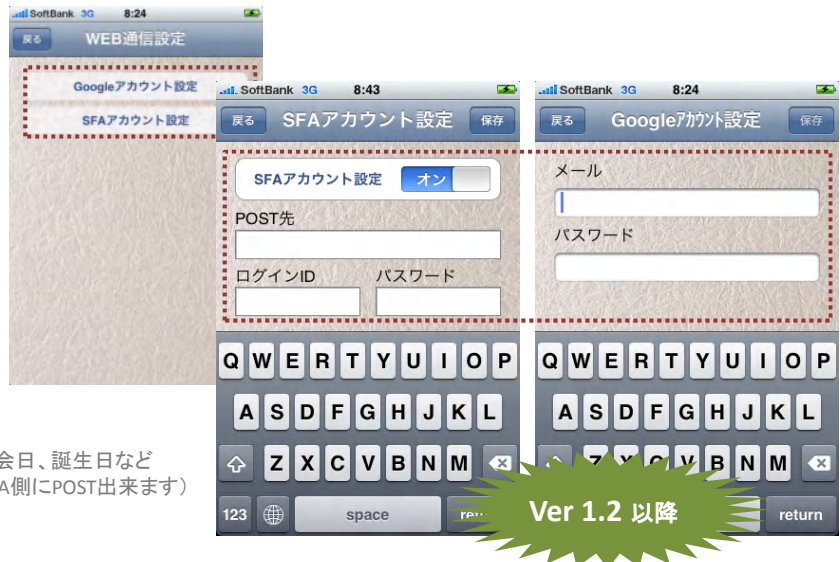 SoftBank 3G 8:24
戻る WEB通信設定
Googleアカウント設定
SFAアカウント設定
SoftBank 3G 8:43
戻る SFAアカウント設定 保存
SFAアカウント設定 オン
POST先
ログインID パスワード
Q W E R T Y U I O P
A S D F G H J K L
Z X C V B N M
123 space
SoftBank 3G 8:24
戻る Googleアカウント設定 保存
メール
パスワード
Q W E R T Y U I O P
A S D F G H J K L
B N M
return
会日、誕生日など
A側にPOST出来ます）
Ver 1.2 以降